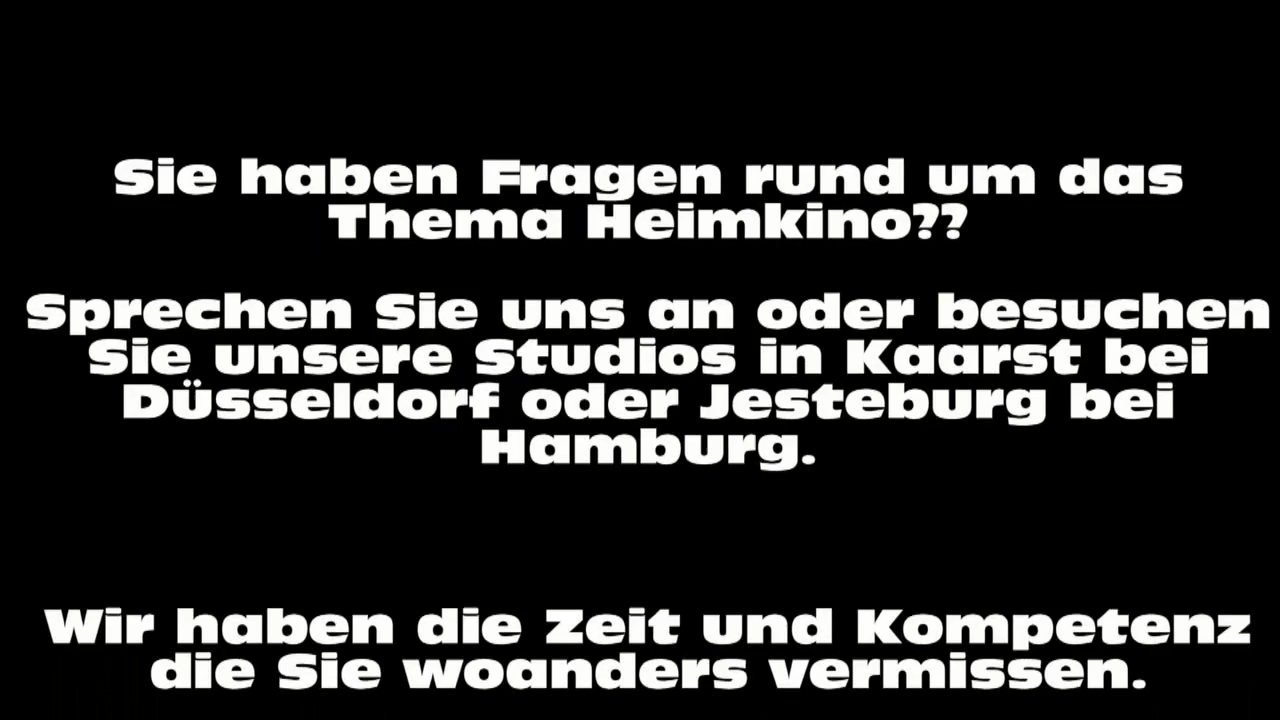 Sie haben Fragen rund um das
Thema Heimkino??
Sprechen Sie uns an oder besuchen
Sie unsere Studios in Kaarst bei
Düsseldorf oder Jesteburg bei
Hamburg.
Wir haben die Zeit und Kompetenz
die Sie woanders vermissen.